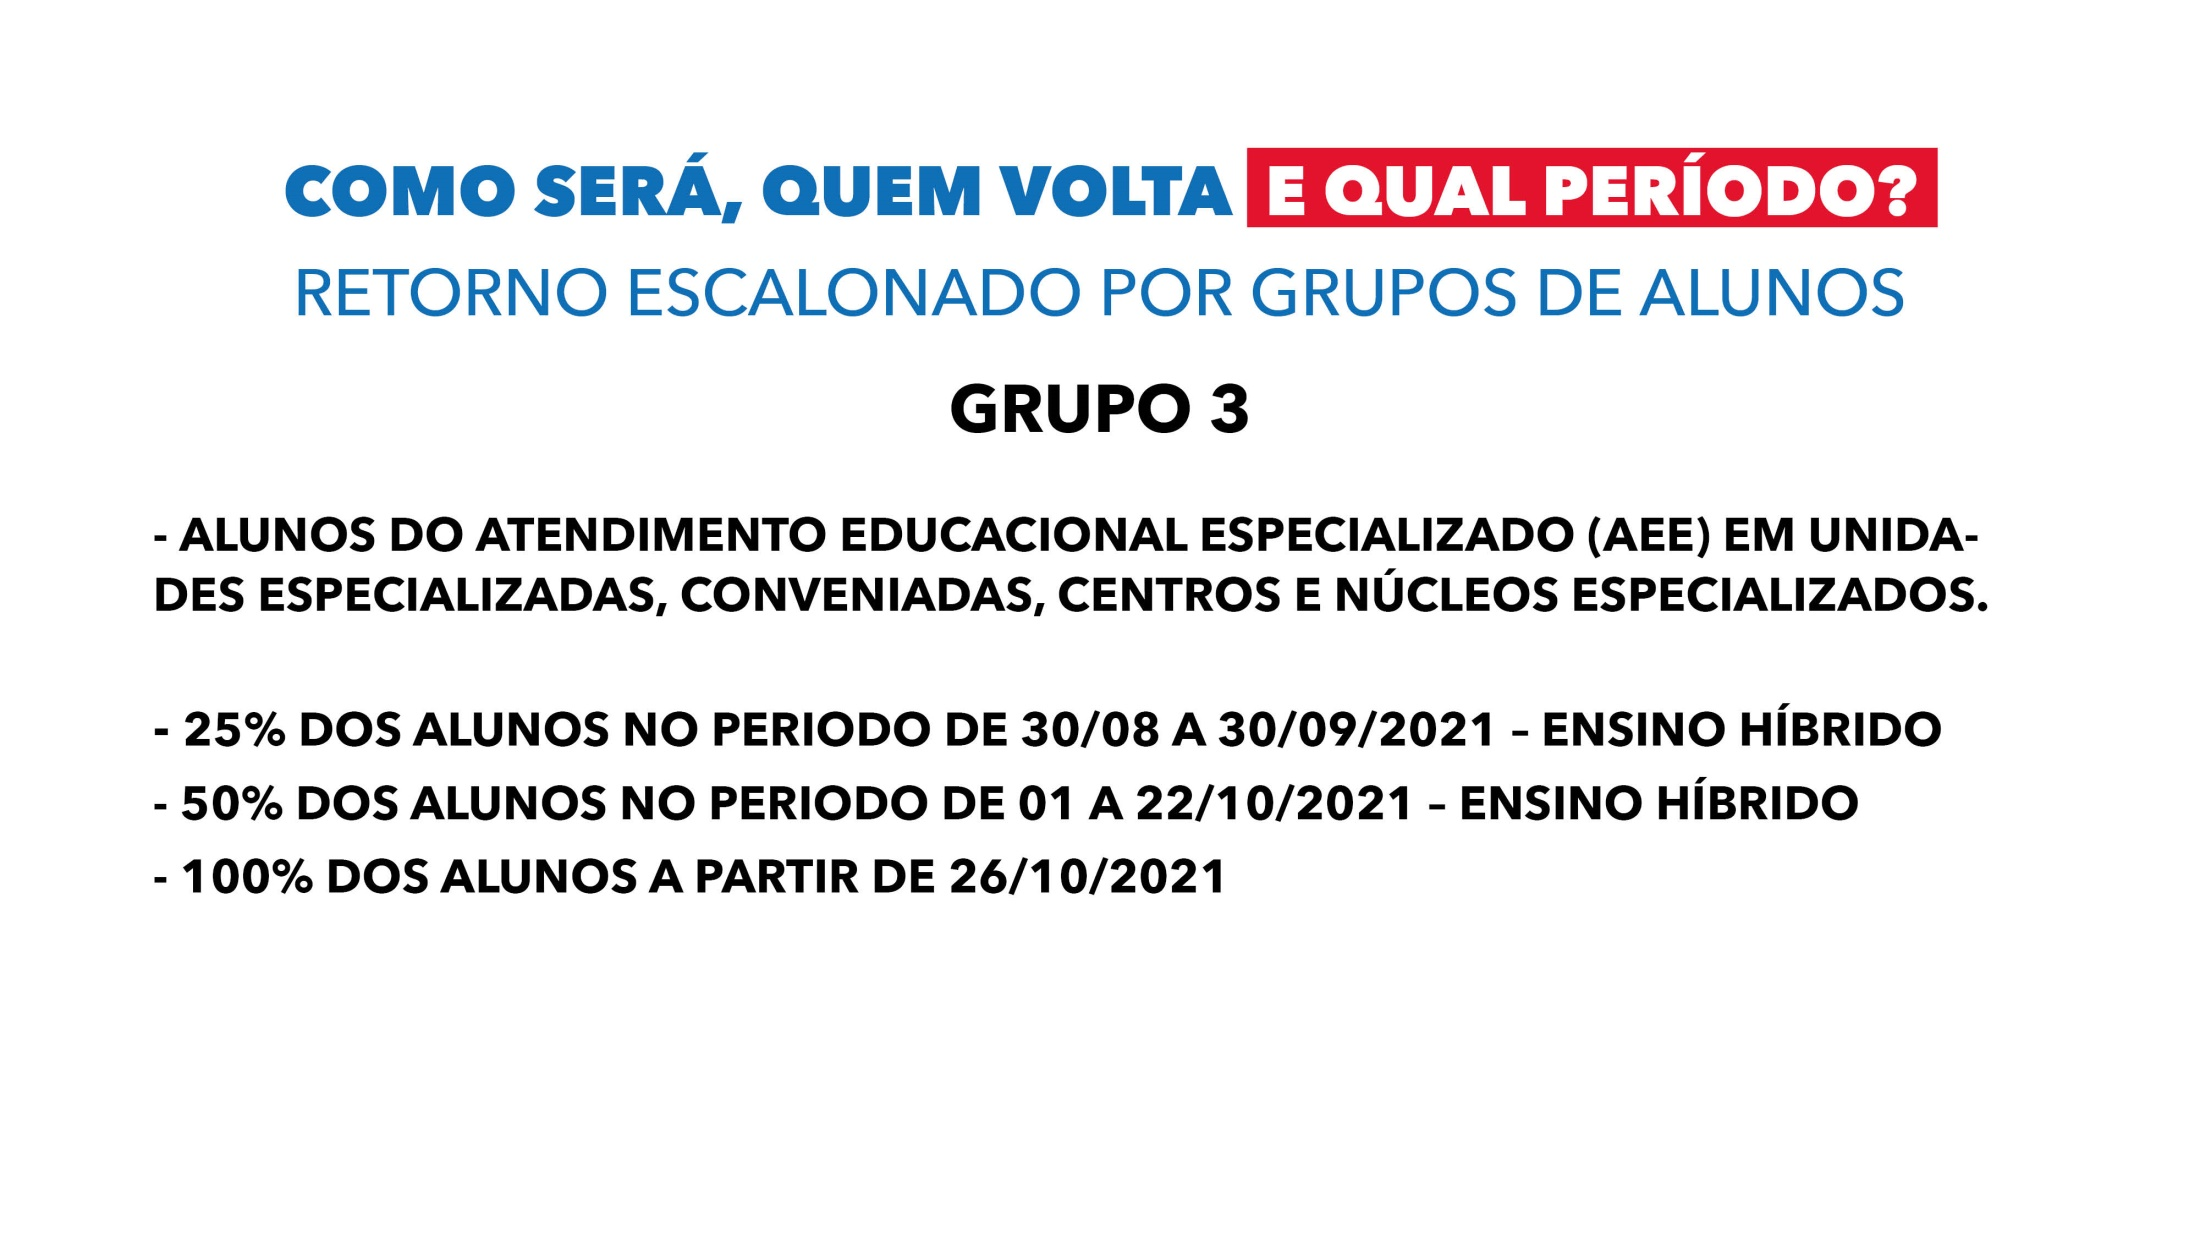 COMO SERÁ, QUEM VOLTA E QUAL PERÍODO?
RETORNO ESCALONADO POR GRUPOS DE ALUNOS
GRUPO 3
- ALUNOS DO ATENDIMENTO EDUCACIONAL ESPECIALIZADO (AEE) EM UNIDA-
DES ESPECIALIZADAS, CONVENIADAS, CENTROS E NÚCLEOS ESPECIALIZADOS.
- 25% DOS ALUNOS NO PERIODO DE 30/08 A 30/09/2021 – ENSINO HÍBRIDO
- 50% DOS ALUNOS NO PERIODO DE 01 A 22/10/2021 – ENSINO HÍBRIDO
- 100% DOS ALUNOS A PARTIR DE 26/10/2021